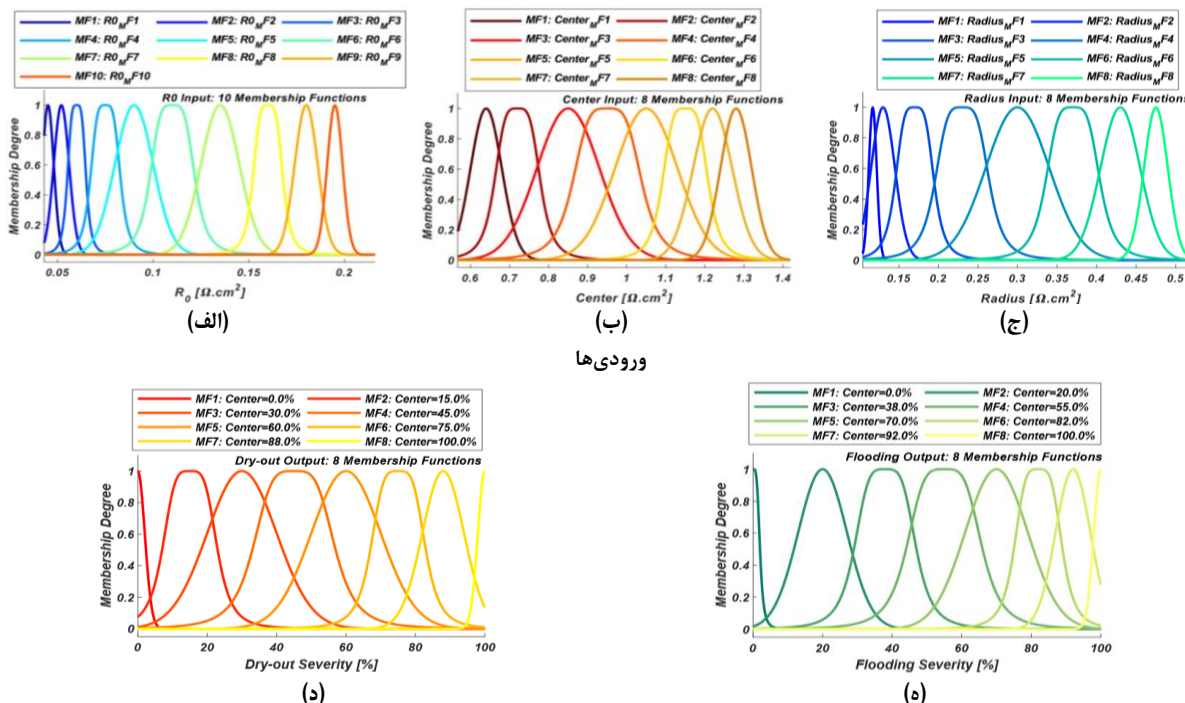 MF1: R0MF1 MF2: R0MF2 MF3: R0MF3
MF4: R0MF4 MF5: R0MF5 MF6: R0MF6
MF7: R0MF7 MF8: R0MF8 MF9: R0MF9
MF10: R0MF10
R0 Input: 10 Membership Functions
Membership Degree
1
0.8
0.6
0.4
0.2
0
0.05 0.1 0.15 0.2
R0 [Ω.cm2]
(الف)
MF1: CenterMF1 MF2: CenterMF2
MF3: CenterMF3 MF4: CenterMF4
MF5: CenterMF5 MF6: CenterMF6
MF7: CenterMF7 MF8: CenterMF8
Center Input: 8 Membership Functions
Membership Degree
1
0.8
0.6
0.4
0.2
0
0.6 0.7 0.8 0.9 1 1.1 1.2 1.3 1.4
Center [Ω.cm2]
(ب)
MF1: RadiusMF1 MF2: RadiusMF2
MF3: RadiusMF3 MF4: RadiusMF4
MF5: RadiusMF5 MF6: RadiusMF6
MF7: RadiusMF7 MF8: RadiusMF8
Radius Input: 8 Membership Functions
Membership Degree
1
0.8
0.6
0.4
0.2
0
0.15 0.2 0.25 0.3 0.35 0.4 0.45 0.5
Radius [Ω.cm2]
(ج)
ورودی‌ها
MF1: Center=0.0% MF2: Center=15.0%
MF3: Center=30.0% MF4: Center=45.0%
MF5: Center=60.0% MF6: Center=75.0%
MF7: Center=88.0% MF8: Center=100.0%
Dry-out Output: 8 Membership Functions
Membership Degree
1
0.8
0.6
0.4
0.2
0
0 20 40 60 80 100
Dry-out Severity [%]
(د)
MF1: Center=0.0% MF2: Center=20.0%
MF3: Center=38.0% MF4: Center=55.0%
MF5: Center=70.0% MF6: Center=82.0%
MF7: Center=92.0% MF8: Center=100.0%
Flooding Output: 8 Membership Functions
Membership Degree
1
0.8
0.6
0.4
0.2
0
0 20 40 60 80 100
Flooding Severity [%]
(ه)